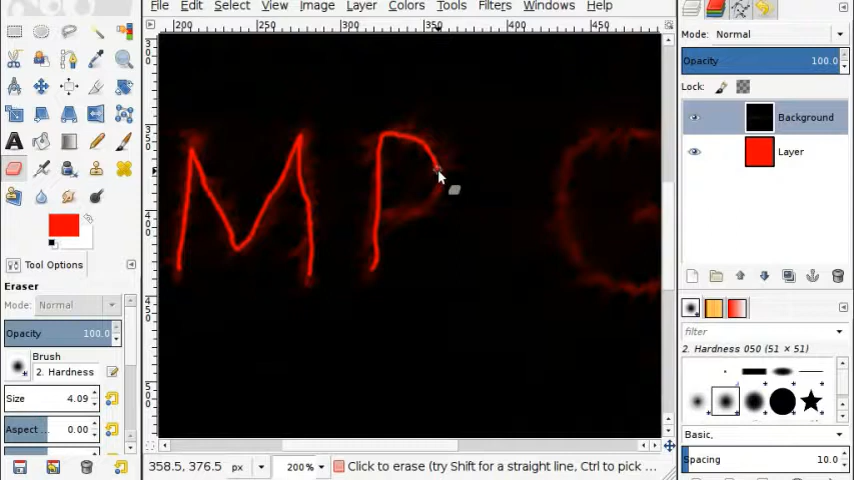 File Edit Select View Image Layer Colors Tools Filters Windows Help
200 250 300 350 400 450
Mode: Normal
Opacity 100.0
Lock:
Background
Layer
M P G
Tool Options
Eraser
Mode: Normal
Opacity 100.0
Brush
2. Hardness
Size 4.09
Aspect ... 0.00
filter
2. Hardness 050 (51 × 51)
Basic,
Spacing 10.0
358.5, 376.5 px 200% Click to erase (try Shift for a straight line, Ctrl to pick ...